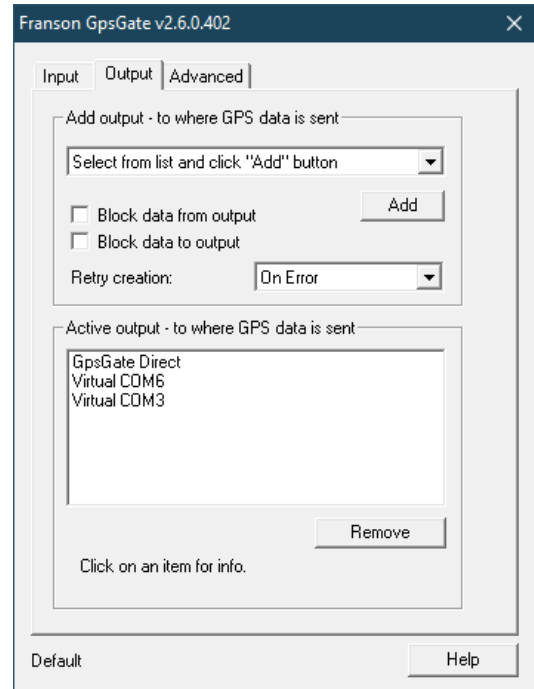 Franson GpsGate v2.6.0.402
Input Output Advanced
Add output - to where GPS data is sent
Select from list and click "Add" button
Add
Block data from output
Block data to output
Retry creation: On Error
Active output - to where GPS data is sent
GpsGate Direct
Virtual COM6
Virtual COM3
Remove
Click on an item for info.
Default Help